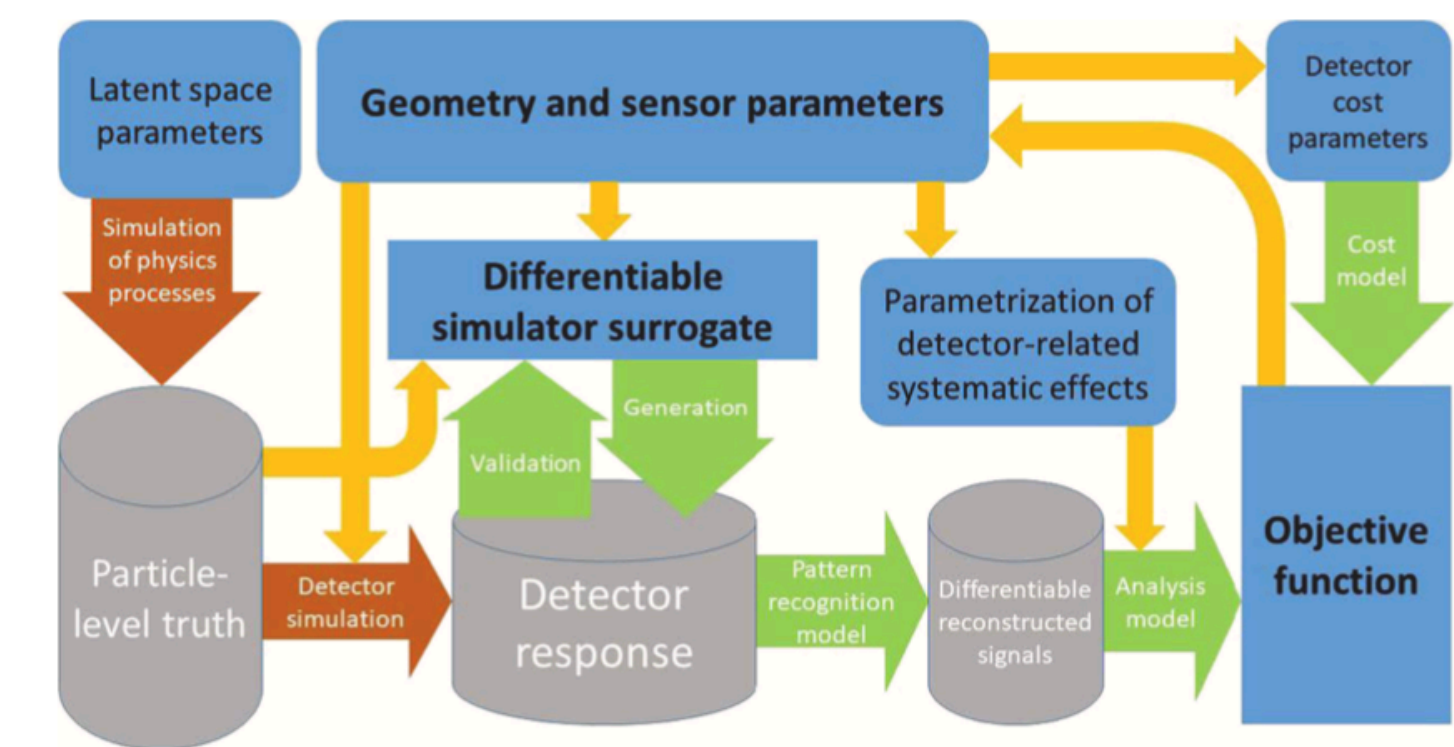 Latent space
parameters
Geometry and sensor parameters
Detector
cost
parameters
Simulation
of physics
processes
Differentiable
simulator surrogate
Parametrization of
detector-related
systematic effects
Cost
model
Validation
Generation
Particle-
level truth
Detector
simulation
Detector
response
Pattern
recognition
model
Differentiable
reconstructed
signals
Analysis
model
Objective
function